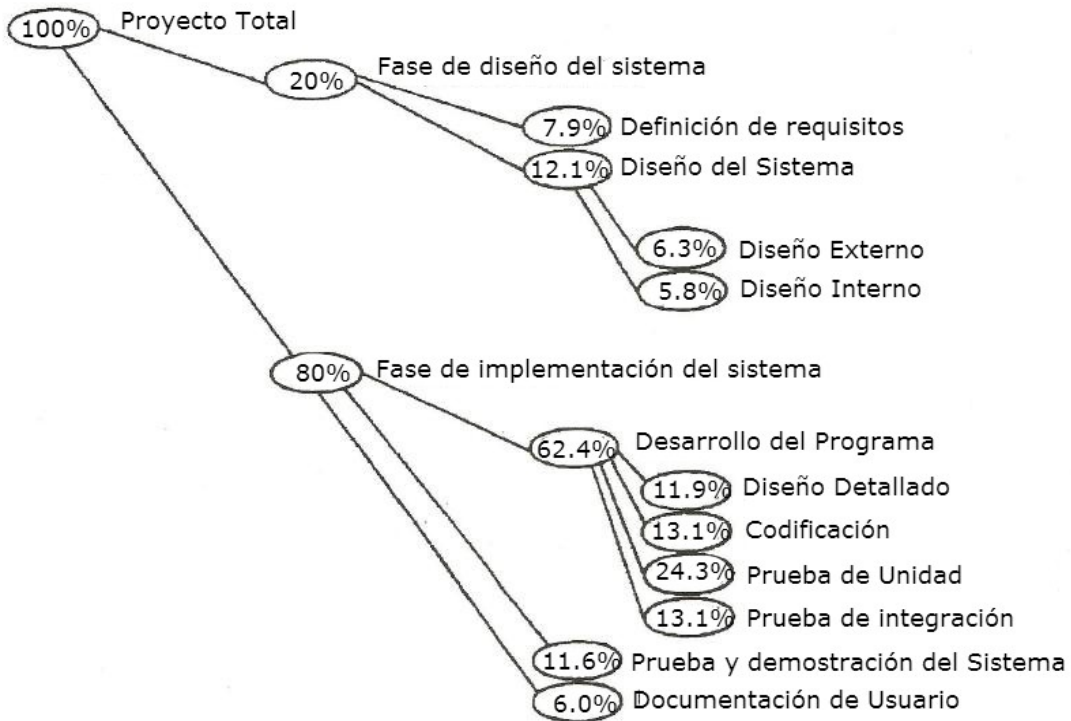 100% Proyecto Total
20% Fase de diseño del sistema
7.9% Definición de requisitos
12.1% Diseño del Sistema
6.3% Diseño Externo
5.8% Diseño Interno
80% Fase de implementación del sistema
62.4% Desarrollo del Programa
11.9% Diseño Detallado
13.1% Codificación
24.3% Prueba de Unidad
13.1% Prueba de integración
11.6% Prueba y demostración del Sistema
6.0% Documentación de Usuario